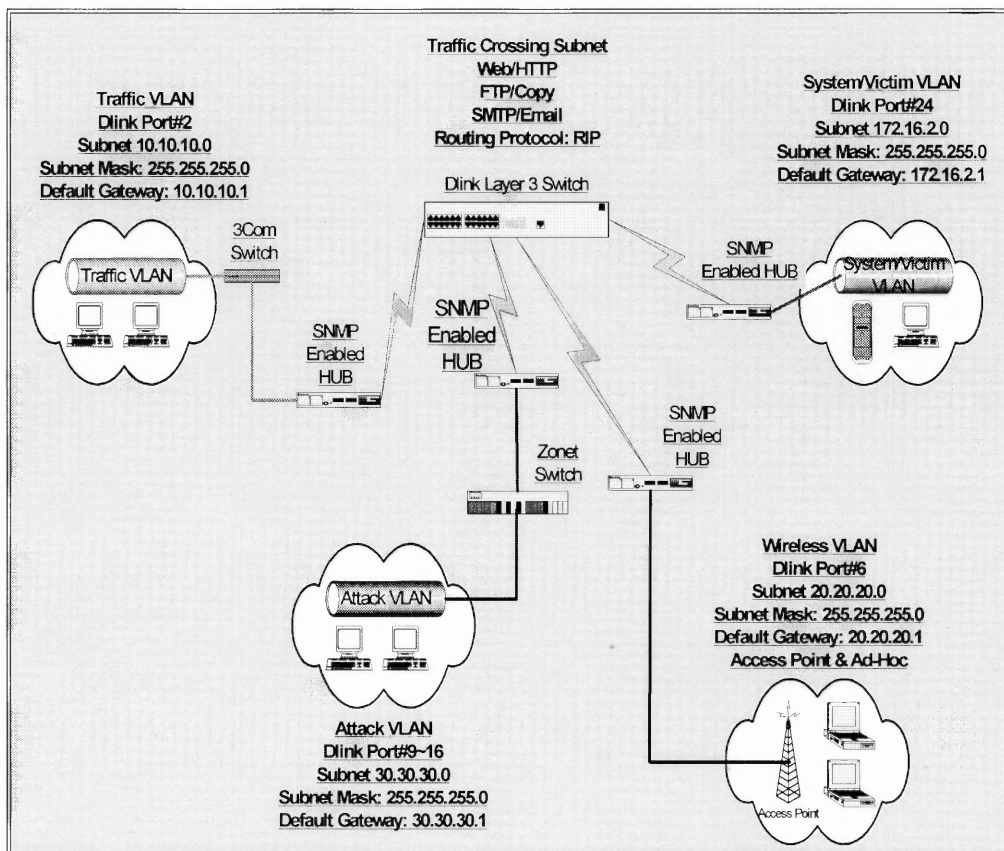 Traffic Crossing Subnet
Web/HTTP
FTP/Copy
SMTP/Email
Routing Protocol: RIP
Dlink Layer 3 Switch
Traffic VLAN
Dlink Port#2
Subnet 10.10.10.0
Subnet Mask: 255.255.255.0
Default Gateway: 10.10.10.1
System/Victim VLAN
Dlink Port#24
Subnet 172.16.2.0
Subnet Mask: 255.255.255.0
Default Gateway: 172.16.2.1
3Com
Switch
Traffic VLAN
SNMP
Enabled
HUB
SNMP
Enabled
HUB
SNMP
Enabled HUB
System/Victim
VLAN
SNMP
Enabled
HUB
Zonet
Switch
Attack VLAN
Attack VLAN
Dlink Port#9~16
Subnet 30.30.30.0
Subnet Mask: 255.255.255.0
Default Gateway: 30.30.30.1
Wireless VLAN
Dlink Port#6
Subnet 20.20.20.0
Subnet Mask: 255.255.255.0
Default Gateway: 20.20.20.1
Access Point & Ad-Hoc
Access Point